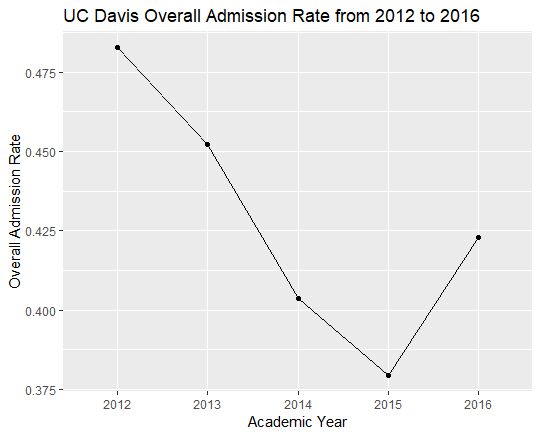 UC Davis Overall Admission Rate from 2012 to 2016
0.475
0.450
0.425
0.400
0.375
Overall Admission Rate
2012 2013 2014 2015 2016
Academic Year